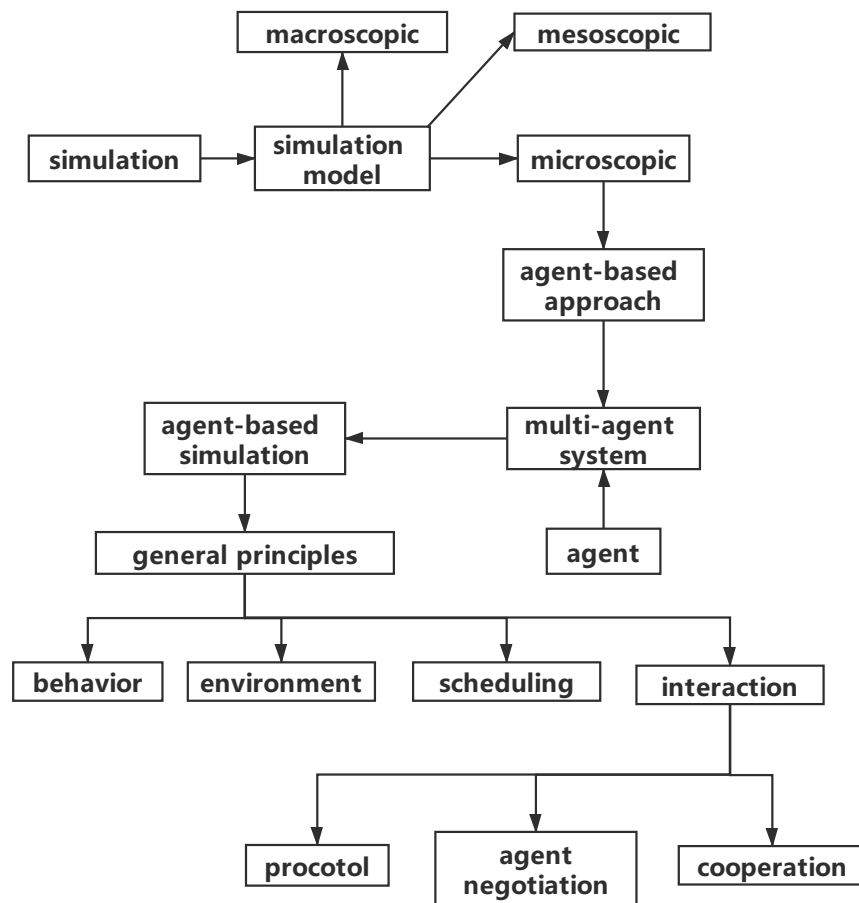 macroscopic
mesoscopic
simulation
simulation
model
microscopic
agent-based
approach
agent-based
simulation
multi-agent
system
general principles
agent
behavior
environment
scheduling
interaction
procotol
agent
negotiation
cooperation